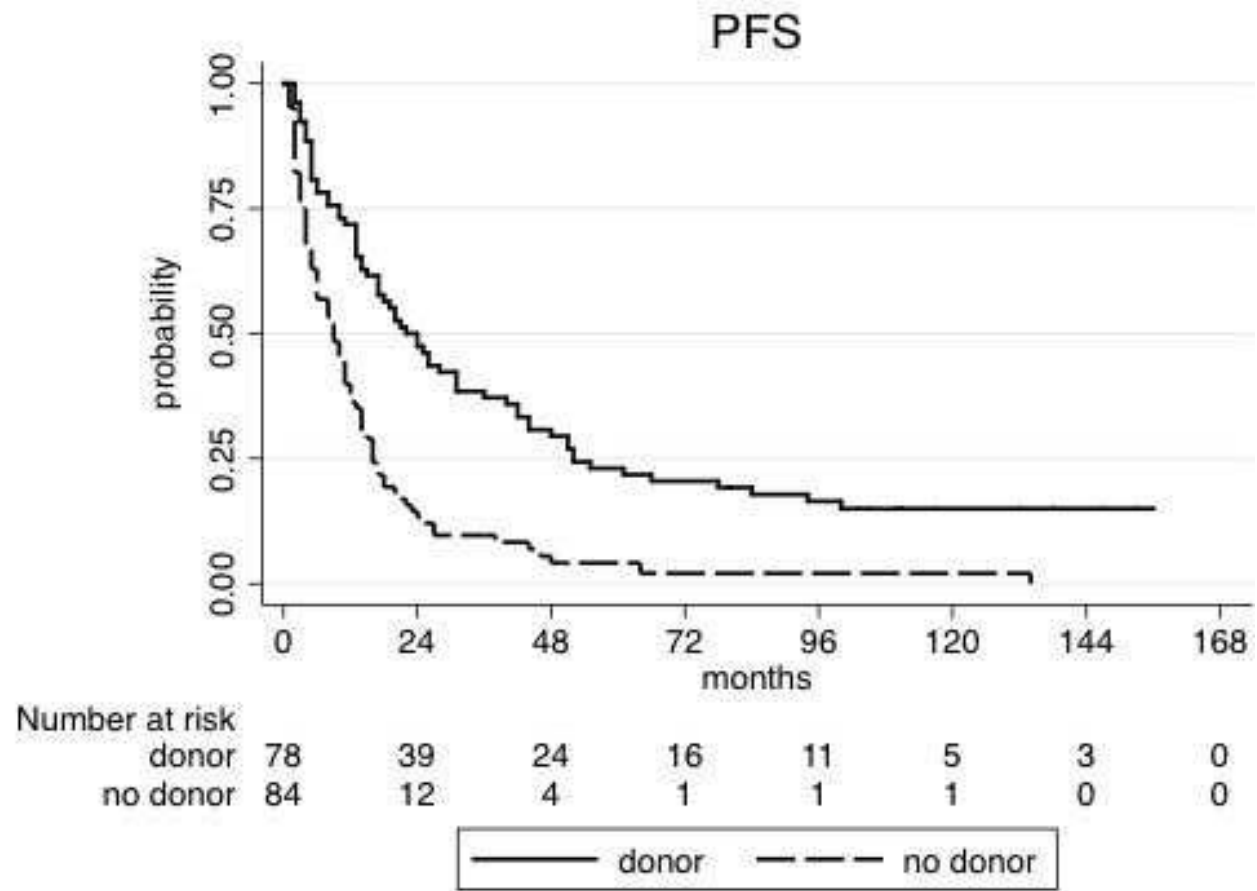 PFS
1.00
0.75
0.50
0.25
0.00
probability
0 24 48 72 96 120 144 168
months
Number at risk
donor 78 39 24 16 11 5 3 0
no donor 84 12 4 1 1 1 0 0
donor no donor